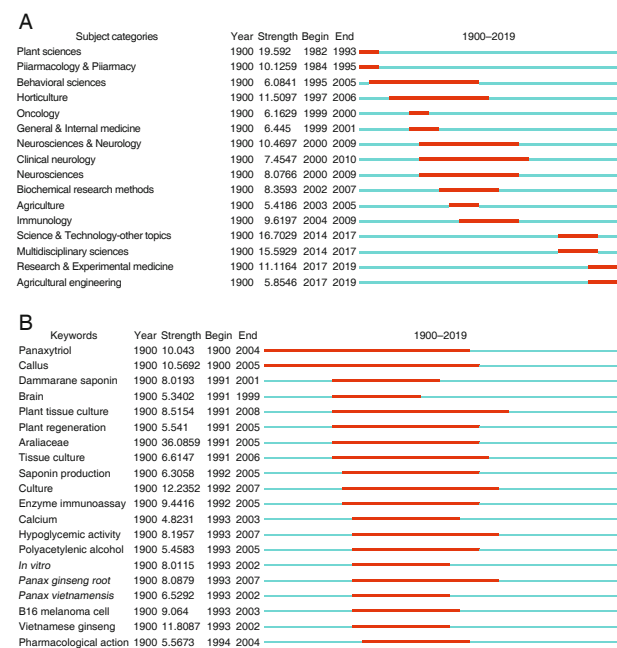 A
Subject categories Year Strength Begin End 1900–2019
Plant sciences 1900 19.592 1982 1993
Piiarmacology & Piiarmacy 1900 10.1259 1984 1995
Behavioral sciences 1900 6.0841 1995 2005
Horticulture 1900 11.5097 1997 2006
Oncology 1900 6.1629 1999 2000
General & Internal medicine 1900 6.445 1999 2001
Neurosciences & Neurology 1900 10.4697 2000 2009
Clinical neurology 1900 7.4547 2000 2010
Neurosciences 1900 8.0766 2000 2009
Biochemical research methods 1900 8.3593 2002 2007
Agriculture 1900 5.4186 2003 2005
Immunology 1900 9.6197 2004 2009
Science & Technology-other topics 1900 16.7029 2014 2017
Multidisciplinary sciences 1900 15.5929 2014 2017
Research & Experimental medicine 1900 11.1164 2017 2019
Agricultural engineering 1900 5.8546 2017 2019
B
Keywords Year Strength Begin End 1900–2019
Panaxytriol 1900 10.043 1900 2004
Callus 1900 10.5692 1900 2005
Dammarane saponin 1900 8.0193 1991 2001
Brain 1900 5.3402 1991 1999
Plant tissue culture 1900 8.5154 1991 2008
Plant regeneration 1900 5.541 1991 2005
Araliaceae 1900 36.0859 1991 2005
Tissue culture 1900 6.6147 1991 2006
Saponin production 1900 6.3058 1992 2005
Culture 1900 12.2352 1992 2007
Enzyme immunoassay 1900 9.4416 1992 2005
Calcium 1900 4.8231 1993 2003
Hypoglycemic activity 1900 8.1957 1993 2007
Polyacetylenic alcohol 1900 5.4583 1993 2005
In vitro 1900 8.0115 1993 2002
Panax ginseng root 1900 8.0879 1993 2007
Panax vietnamensis 1900 6.5292 1993 2002
B16 melanoma cell 1900 9.064 1993 2003
Vietnamese ginseng 1900 11.8087 1993 2002
Pharmacological action 1900 5.5673 1994 2004